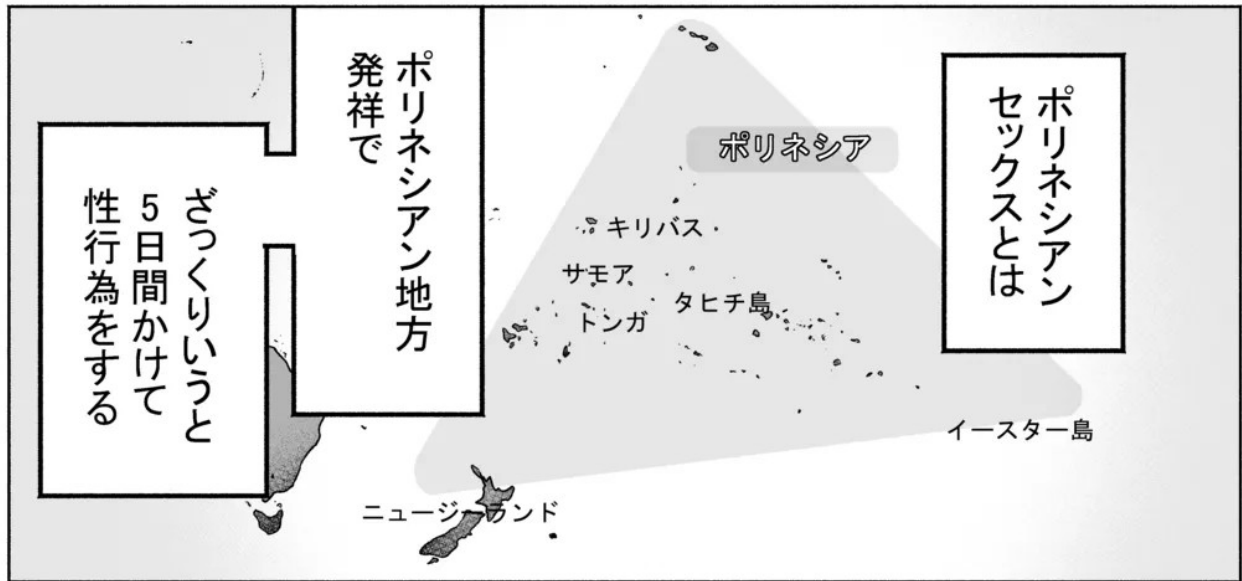 ポリネシアン
セックスとは
ポリネシアン地方
発祥で
ざっくりいうと
5日間かけて
性行為をする
ポリネシア
キリバス
サモア
タヒチ島
トンガ
イースター島
ニュージーランド